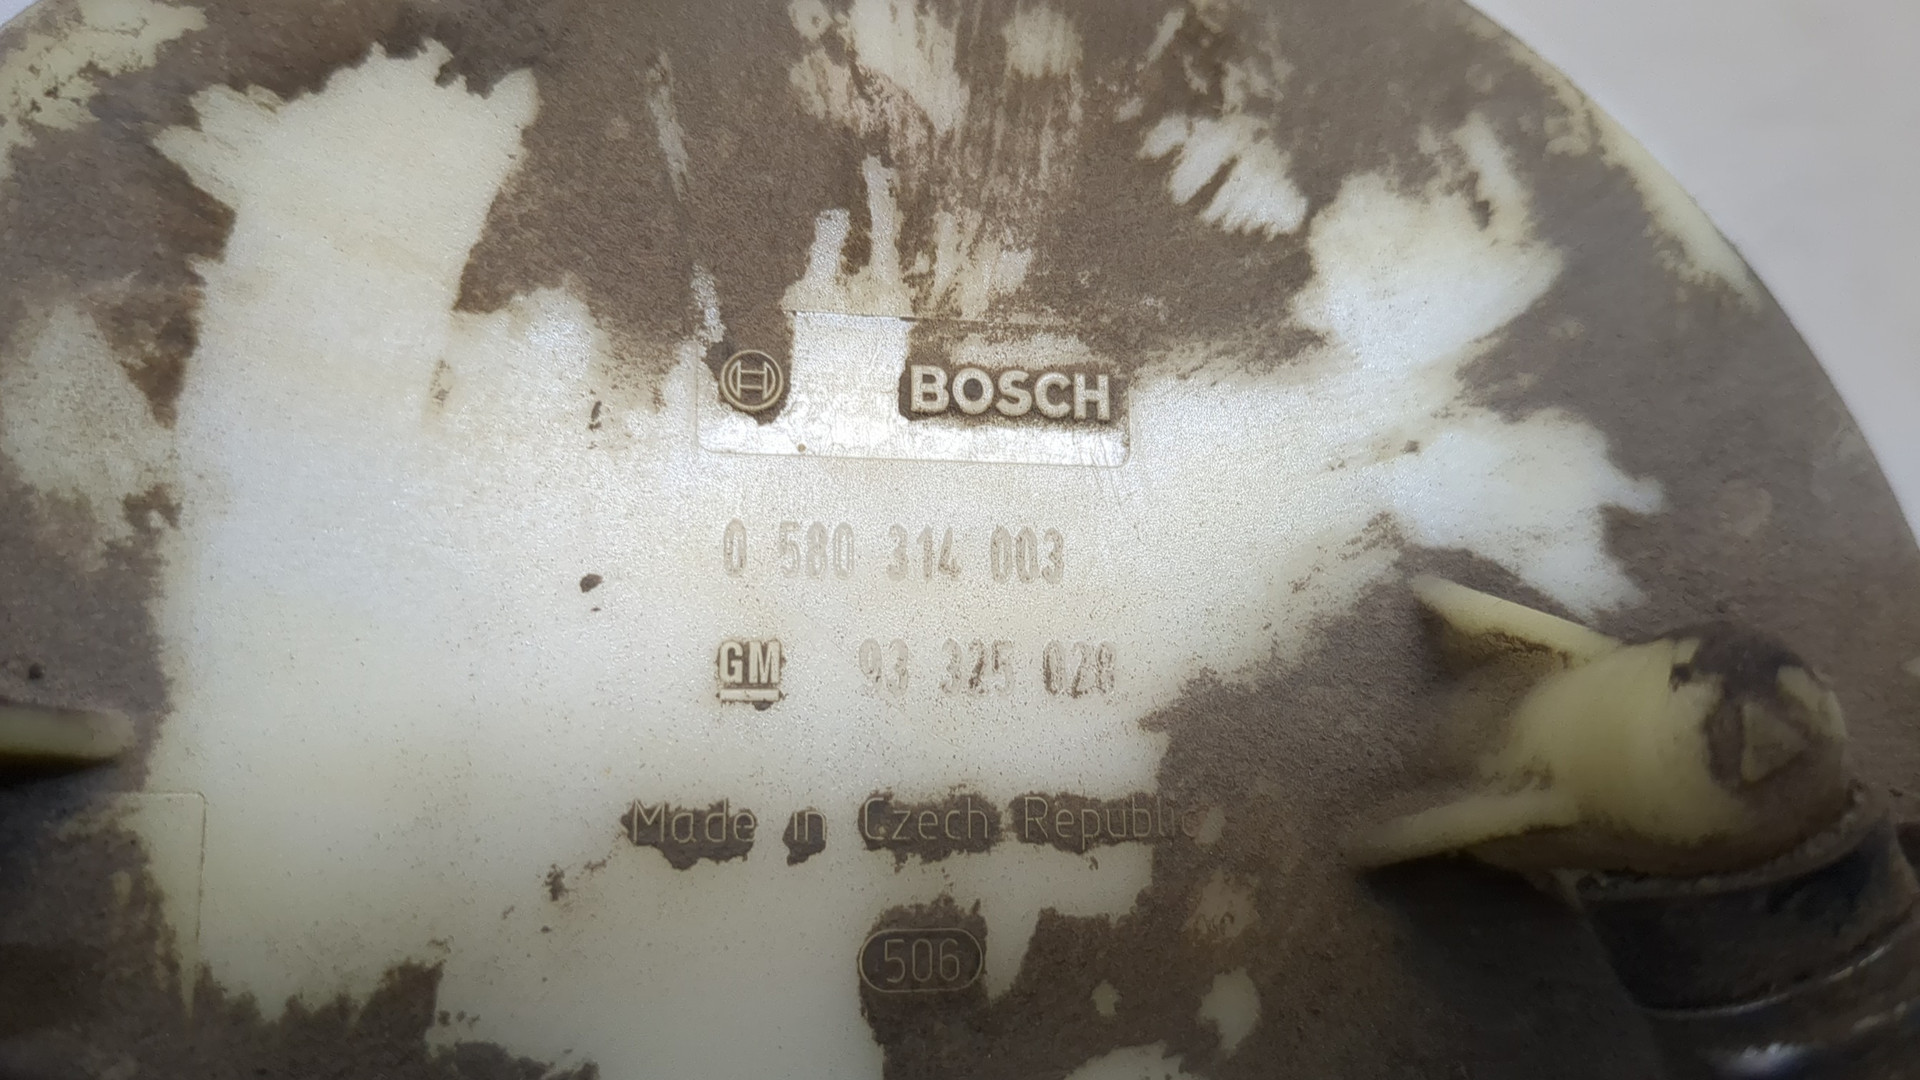 BOSCH
0 580 314 003
GM 93 325 028
Made in Czech Republic
506